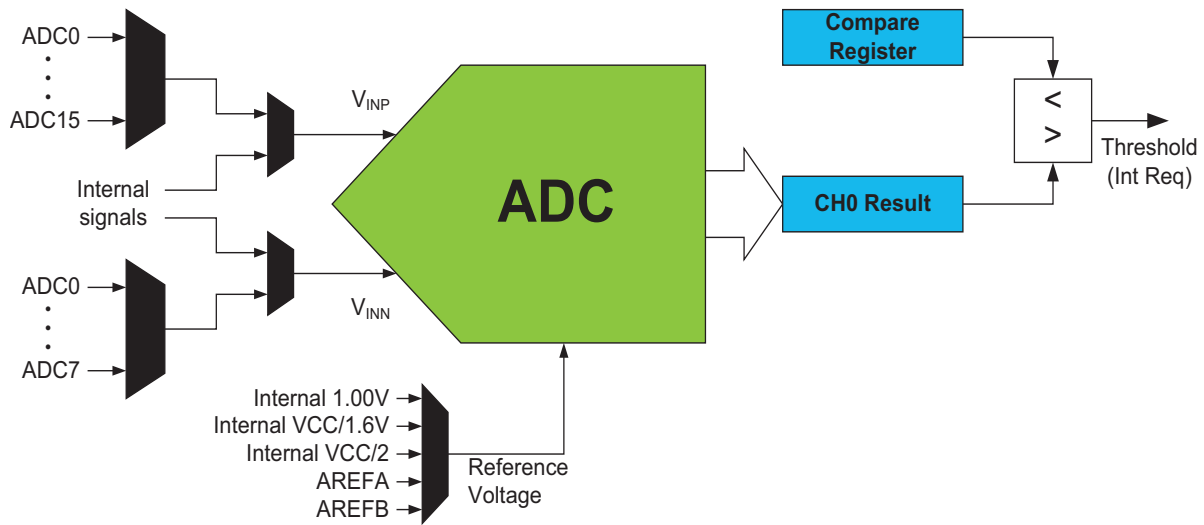 ADC0
ADC15
Internal
signals
ADC0
ADC7
VINP
VINN
ADC
Internal 1.00V
Internal VCC/1.6V
Internal VCC/2
AREFA
AREFB
Reference
Voltage
Compare
Register
CH0 Result
<
>
Threshold
(Int Req)